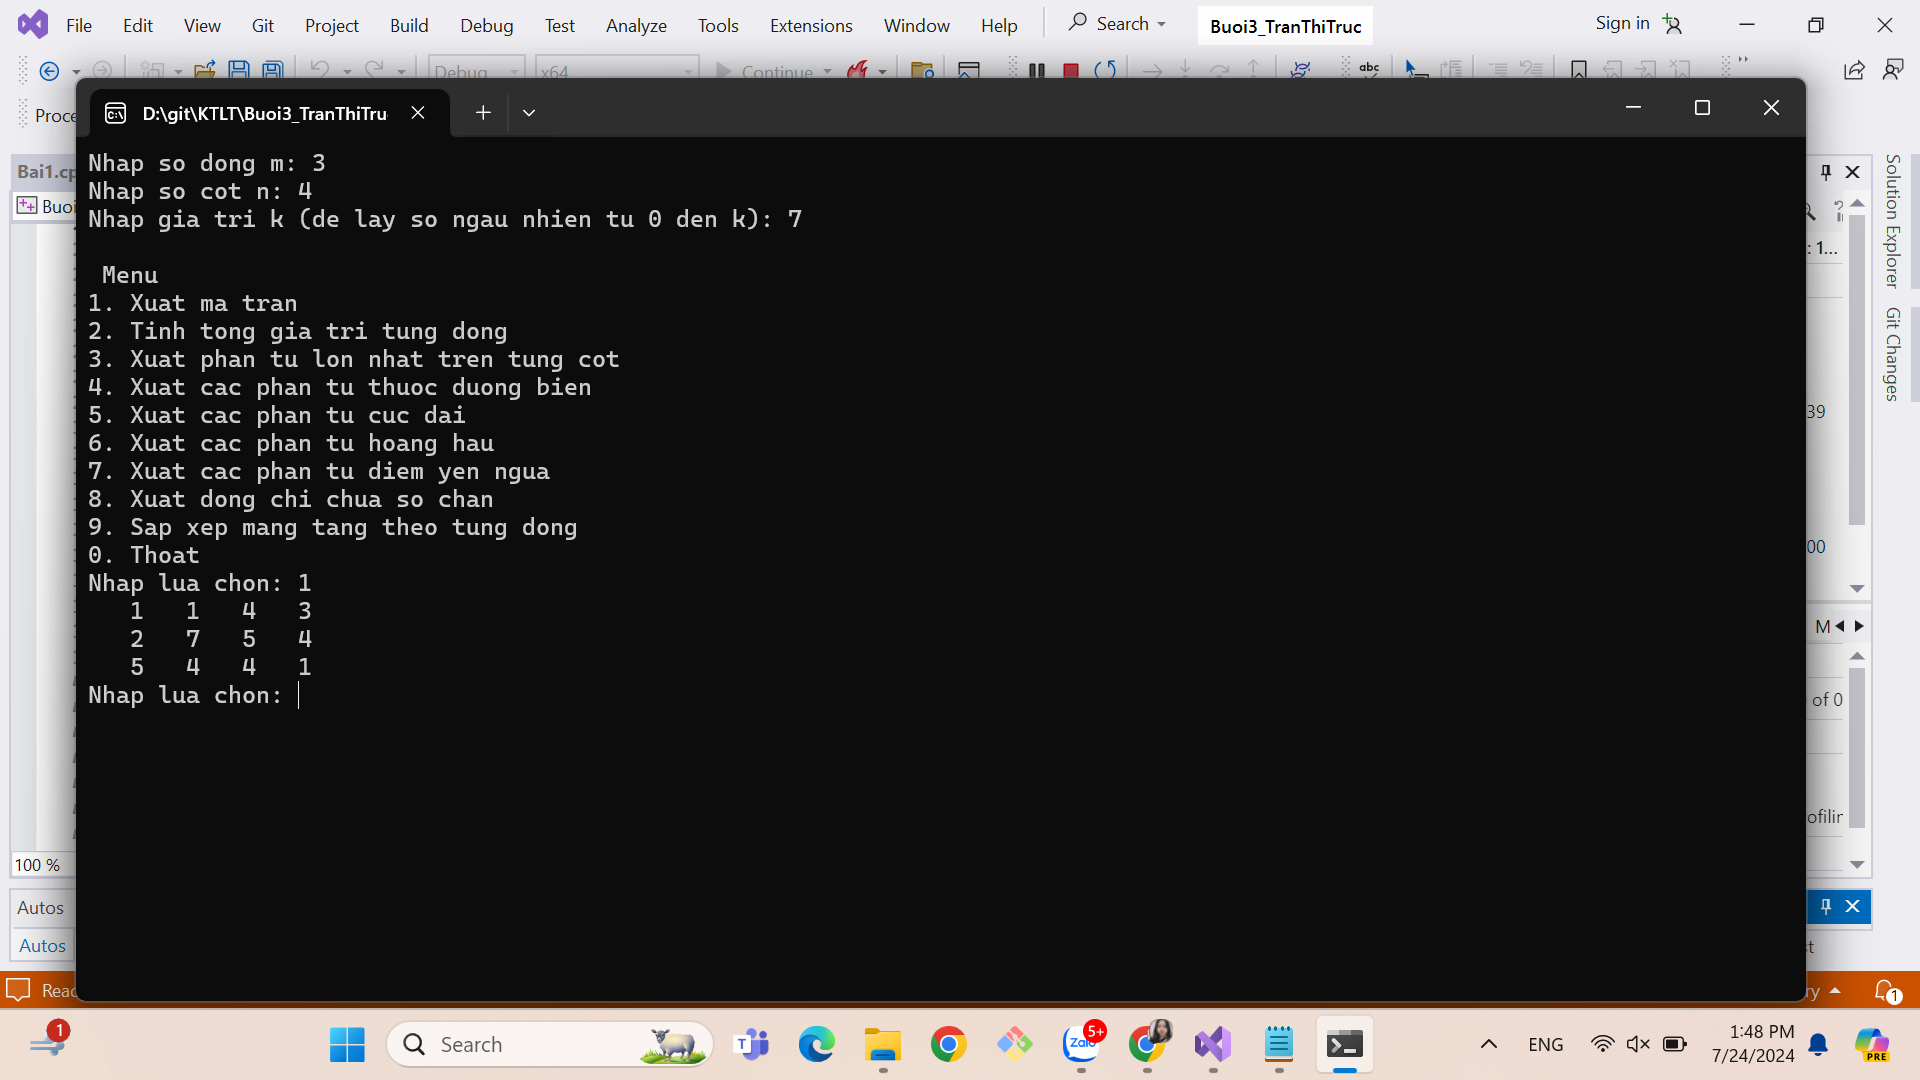 File Edit View Git Project Build Debug Test Analyze Tools Extensions Window Help Search Buoi3_TranThiTruc Sign in
Debug x64 Continue abc
D:\git\KTLT\Buoi3_TranThiTru
Nhap so dong m: 3
Nhap so cot n: 4
Nhap gia tri k (de lay so ngau nhien tu 0 den k): 7
Menu
1. Xuat ma tran
2. Tinh tong gia tri tung dong
3. Xuat phan tu lon nhat tren tung cot
4. Xuat cac phan tu thuoc duong bien
5. Xuat cac phan tu cuc dai
6. Xuat cac phan tu hoang hau
7. Xuat cac phan tu diem yen ngua
8. Xuat dong chi chua so chan
9. Sap xep mang tang theo tung dong
0. Thoat
Nhap lua chon: 1
1 1 4 3
2 7 5 4
5 4 4 1
Nhap lua chon:
Solution Explorer
Git Changes
: 1...
39
00
M
of 0
100 %
Autos
Autos
1
1
Search
5+
Zalo
ENG
1:48 PM
7/24/2024
PRE